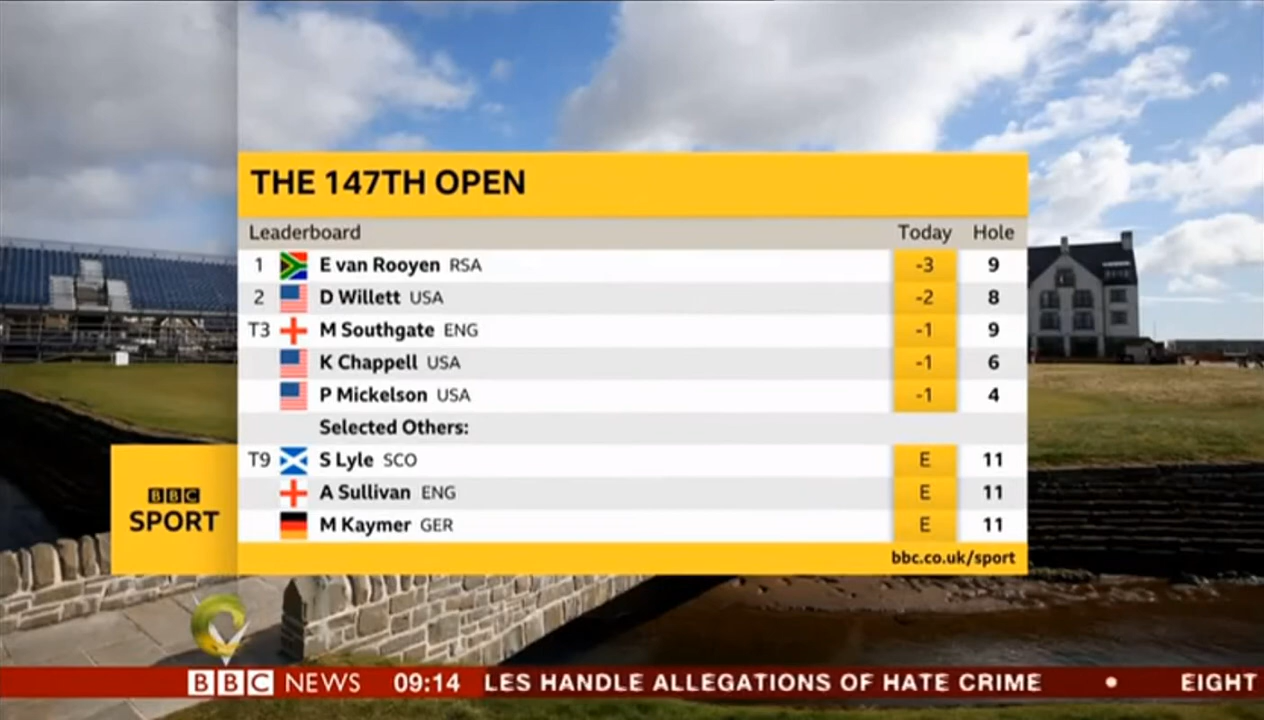 THE 147TH OPEN
Leaderboard Today Hole
1 E van Rooyen RSA -3 9
2 D Willett USA -2 8
T3 M Southgate ENG -1 9
K Chappell USA -1 6
P Mickelson USA -1 4
Selected Others:
T9 S Lyle SCO E 11
A Sullivan ENG E 11
M Kaymer GER E 11
BBC
SPORT
bbc.co.uk/sport
BBC NEWS 09:14 LES HANDLE ALLEGATIONS OF HATE CRIME • EIGHT